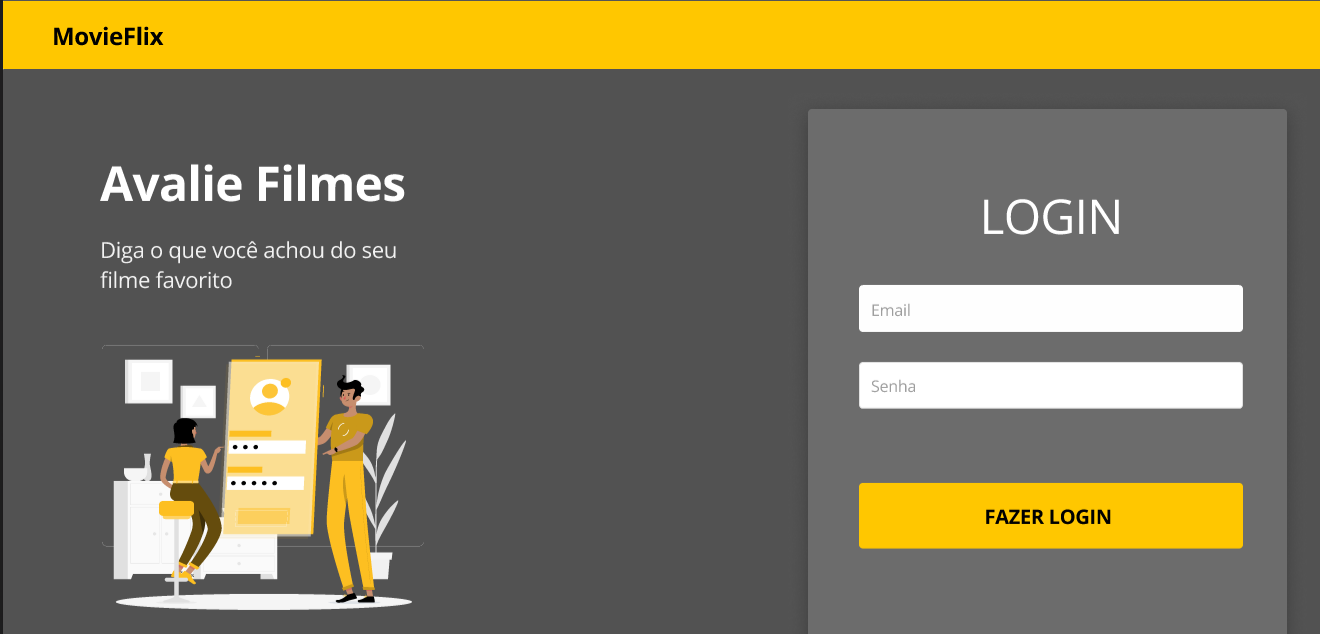 MovieFlix
Avalie Filmes
Diga o que você achou do seu
filme favorito
LOGIN
Email
Senha
FAZER LOGIN